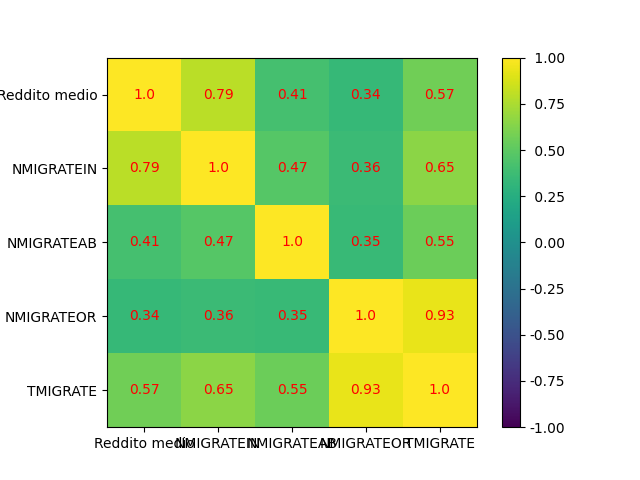 Reddito medio 1.0 0.79 0.41 0.34 0.57
NMIGRATEIN 0.79 1.0 0.47 0.36 0.65
NMIGRATEAB 0.41 0.47 1.0 0.35 0.55
NMIGRATEOR 0.34 0.36 0.35 1.0 0.93
TMIGRATE 0.57 0.65 0.55 0.93 1.0
Reddito medio NMIGRATEIN NMIGRATEAB NMIGRATEOR TMIGRATE
1.00
0.75
0.50
0.25
0.00
-0.25
-0.50
-0.75
-1.00